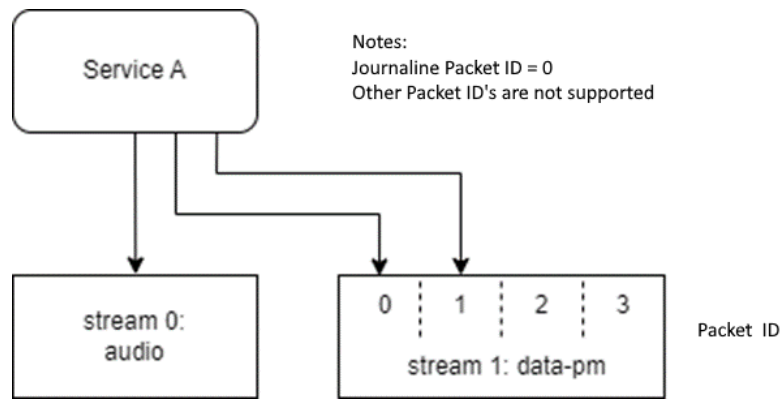 Service A
Notes:
Journaline Packet ID = 0
Other Packet ID's are not supported
stream 0:
audio
0 1 2 3
stream 1: data-pm
Packet ID